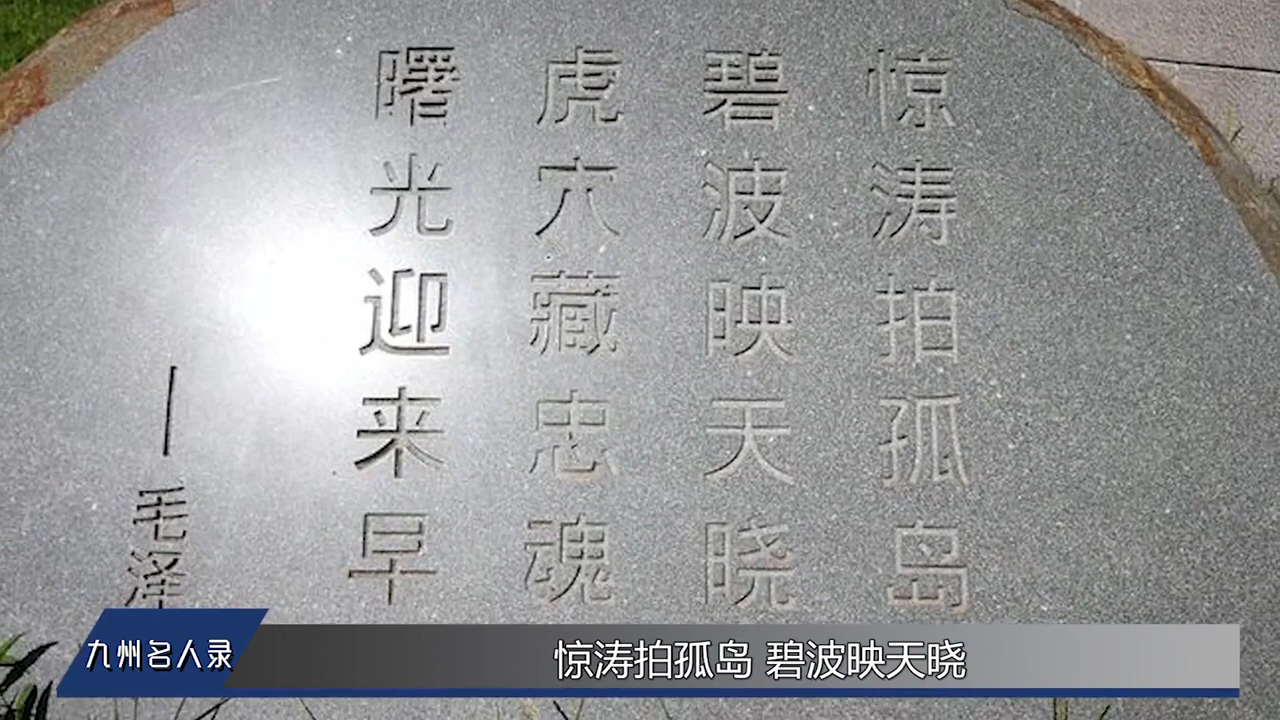 惊涛拍孤岛
碧波映天晓
虎穴藏忠魂
曙光迎来早
—毛泽
九州名人录
惊涛拍孤岛 碧波映天晓